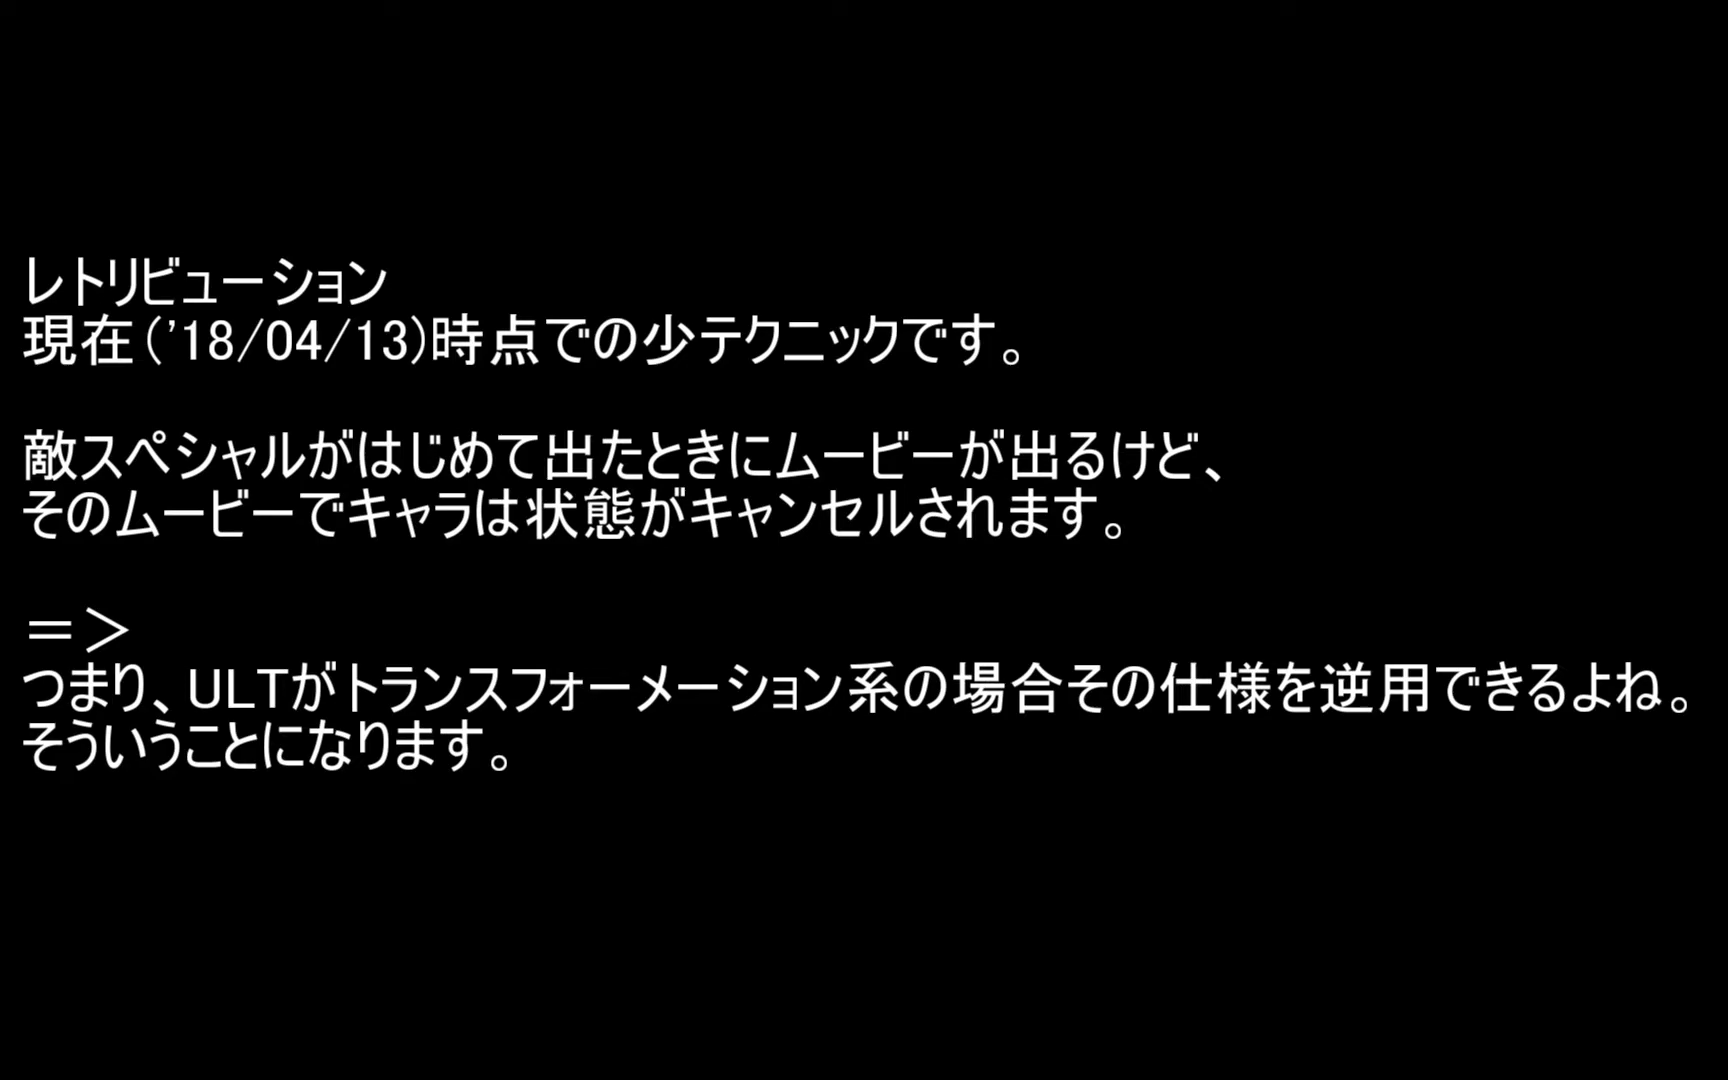 レトリビューション
現在('18/04/13)時点での少テクニックです。
敵スペシャルがはじめて出たときにムービーが出るけど、
そのムービーでキャラは状態がキャンセルされます。
＝＞
つまり、ULTがトランスフォーメーション系の場合その仕様を逆用できるよね。
そういうことになります。